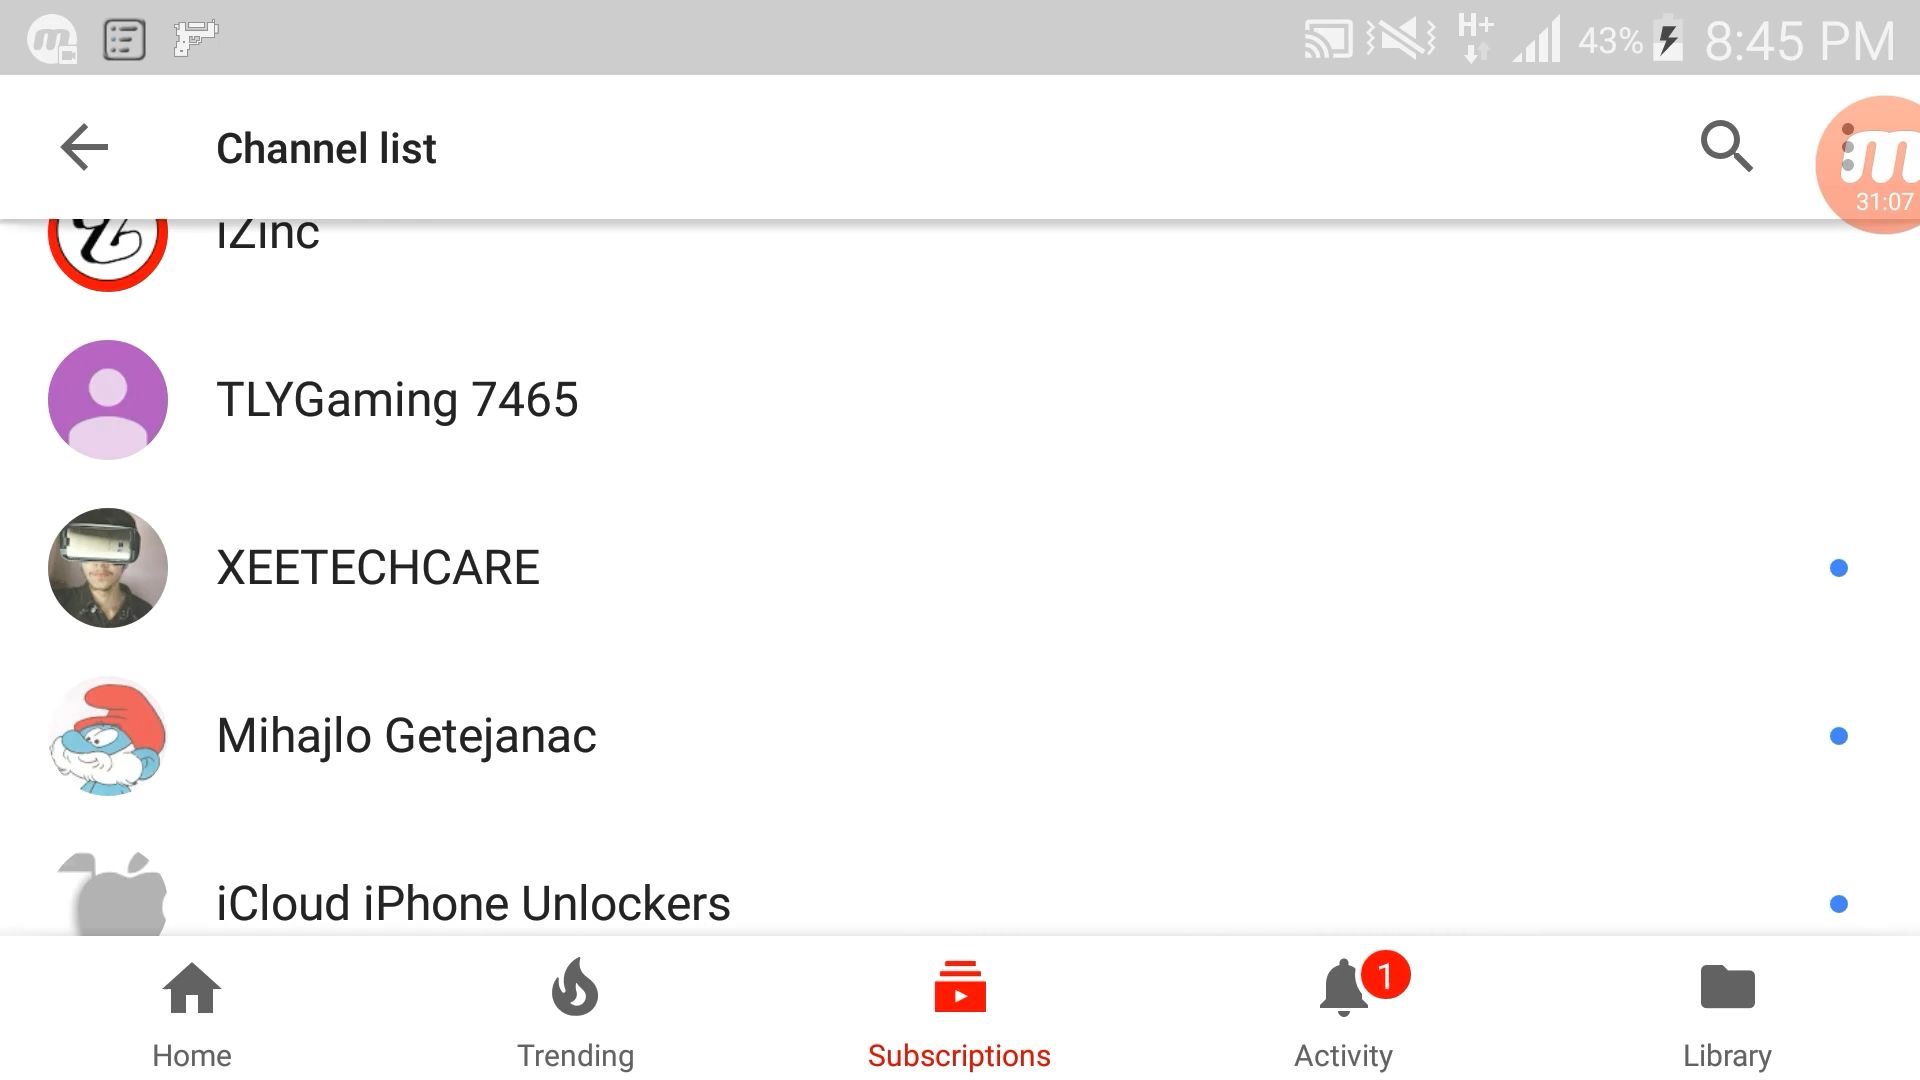 43% 8:45 PM
Channel list
31:07
iZinc
TLYGaming 7465
XEETECHCARE
Mihajlo Getejanac
iCloud iPhone Unlockers
1
Home Trending Subscriptions Activity Library